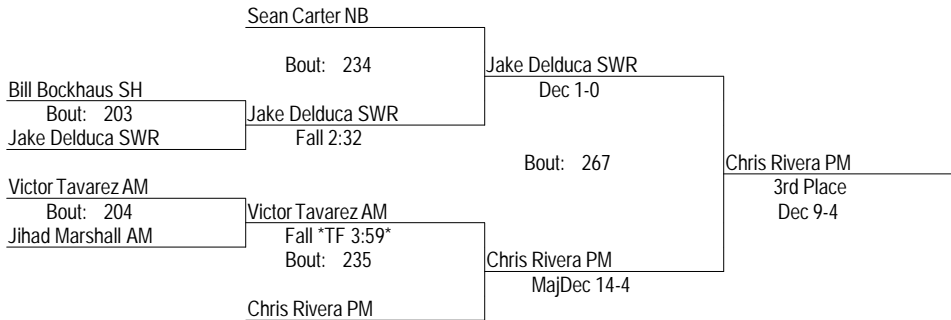 Sean Carter NB
Bout: 234
Jake Delduca SWR
Dec 1-0
Bill Bockhaus SH
Bout: 203
Jake Delduca SWR
Fall 2:32
Jake Delduca SWR
Bout: 267
Chris Rivera PM
3rd Place
Dec 9-4
Victor Tavarez AM
Bout: 204
Victor Tavarez AM
Jihad Marshall AM
Fall *TF 3:59*
Bout: 235
Chris Rivera PM
MajDec 14-4
Chris Rivera PM